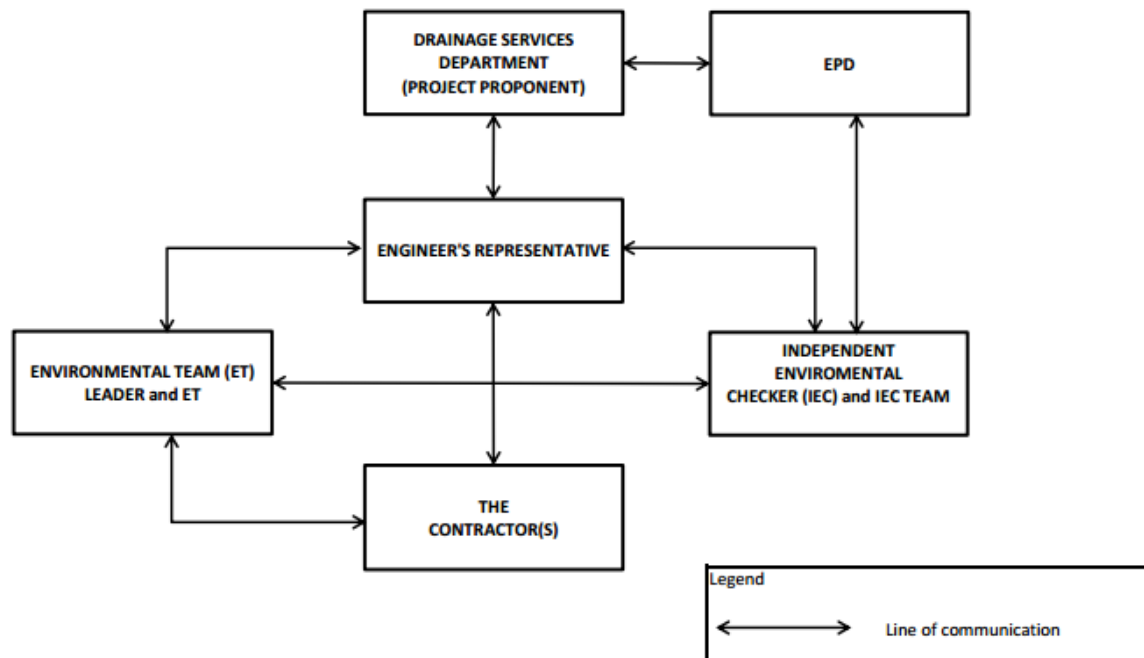 DRAINAGE SERVICES
DEPARTMENT
(PROJECT PROPONENT)
EPD
ENGINEER'S REPRESENTATIVE
ENVIRONMENTAL TEAM (ET)
LEADER and ET
INDEPENDENT
ENVIROMENTAL
CHECKER (IEC) and IEC TEAM
THE
CONTRACTOR(S)
Legend
Line of communication